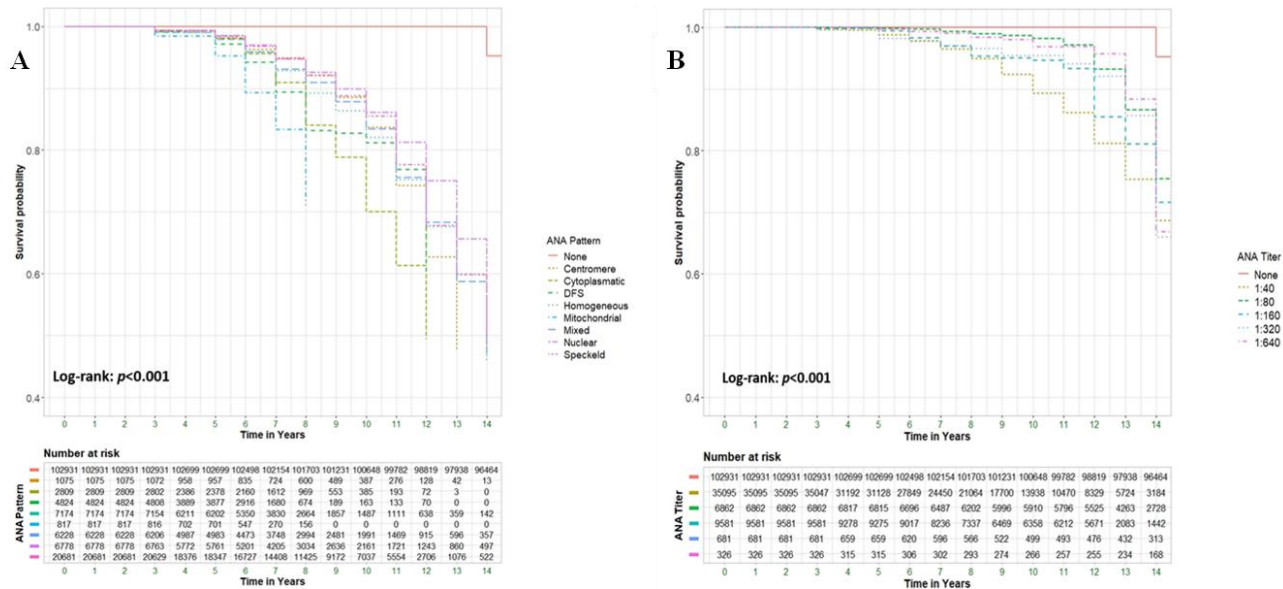 A
1.0
0.8
0.6
0.4
Survival probability
ANA Pattern
None
Centromere
Cytoplasmatic
DFS
Homogeneous
Mitochondrial
Mixed
Nuclear
Speckeld
Log-rank: p<0.001
0 1 2 3 4 5 6 7 8 9 10 11 12 13 14
Time in Years
Number at risk
ANA Pattern
102931 102931 102931 102931 102699 102699 102498 102154 101703 101231 100648 99782 98819 97938 96464
1075 1075 1075 1072 958 957 835 724 600 489 387 276 128 42 13
2809 2809 2809 2802 2386 2378 2160 1612 969 553 385 193 72 3 0
4824 4824 4824 4808 3889 3877 2916 1680 674 189 163 133 70 0 0
7174 7174 7174 7154 6211 6202 5350 3830 2664 1857 1487 1111 638 359 142
817 817 817 816 702 701 547 270 156 0 0 0 0 0 0
6228 6228 6228 6206 4987 4983 4473 3748 2994 2481 1991 1469 915 596 357
6778 6778 6778 6763 5772 5761 5201 4205 3034 2636 2161 1721 1243 860 497
20681 20681 20681 20629 18376 18347 16727 14408 11425 9172 7037 5554 2706 1076 522
0 1 2 3 4 5 6 7 8 9 10 11 12 13 14
Time in Years
B
1.0
0.8
0.6
0.4
Survival probability
ANA Titer
None
1:40
1:80
1:160
1:320
1:640
Log-rank: p<0.001
0 1 2 3 4 5 6 7 8 9 10 11 12 13 14
Time in Years
Number at risk
ANA Titer
102931 102931 102931 102931 102699 102699 102498 102154 101703 101231 100648 99782 98819 97938 96464
35095 35095 35095 35047 31192 31128 27849 24450 21064 17700 13938 10470 8329 5724 3184
6862 6862 6862 6862 6817 6815 6696 6487 6202 5996 5910 5796 5525 4263 2728
9581 9581 9581 9581 9278 9275 9017 8236 7337 6469 6358 6212 5671 2083 1442
681 681 681 681 659 659 620 596 566 522 499 493 476 432 313
326 326 326 326 315 315 306 302 293 274 266 257 255 234 168
0 1 2 3 4 5 6 7 8 9 10 11 12 13 14
Time in Years